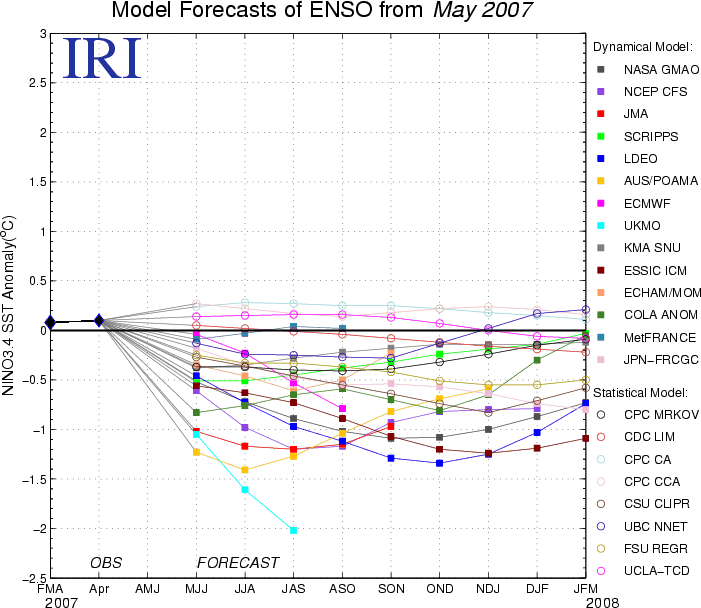 Model Forecasts of ENSO from May 2007
IRI
NINO3.4 SST Anomaly(°C)
3
2.5
2
1.5
1
0.5
0
−0.5
−1
−1.5
−2
−2.5
OBS
FORECAST
FMA Apr AMJ MJJ JJA JAS ASO SON OND NDJ DJF JFM
2007 2008
Dynamical Model:
NASA GMAO
NCEP CFS
JMA
SCRIPPS
LDEO
AUS/POAMA
ECMWF
UKMO
KMA SNU
ESSIC ICM
ECHAM/MOM
COLA ANOM
MetFRANCE
JPN−FRCGC
Statistical Model:
CPC MRKOV
CDC LIM
CPC CA
CPC CCA
CSU CLIPR
UBC NNET
FSU REGR
UCLA−TCD